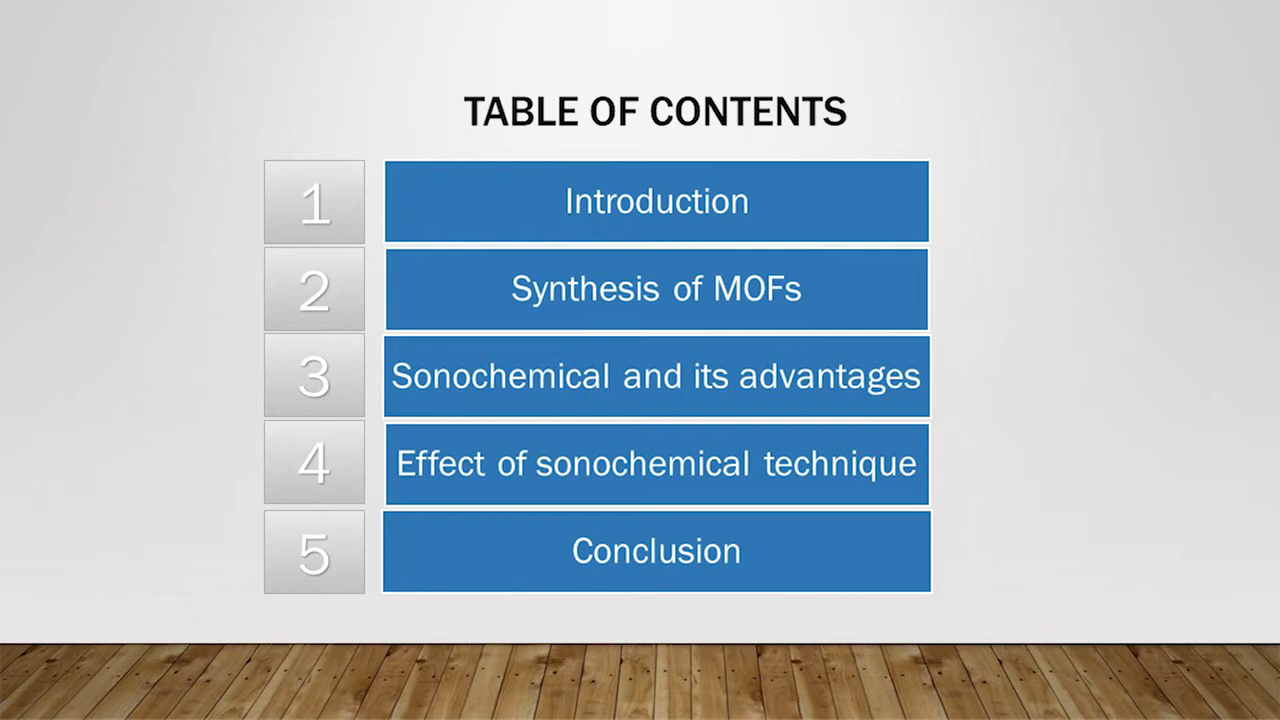 TABLE OF CONTENTS
1 Introduction
2 Synthesis of MOFs
3 Sonochemical and its advantages
4 Effect of sonochemical technique
5 Conclusion